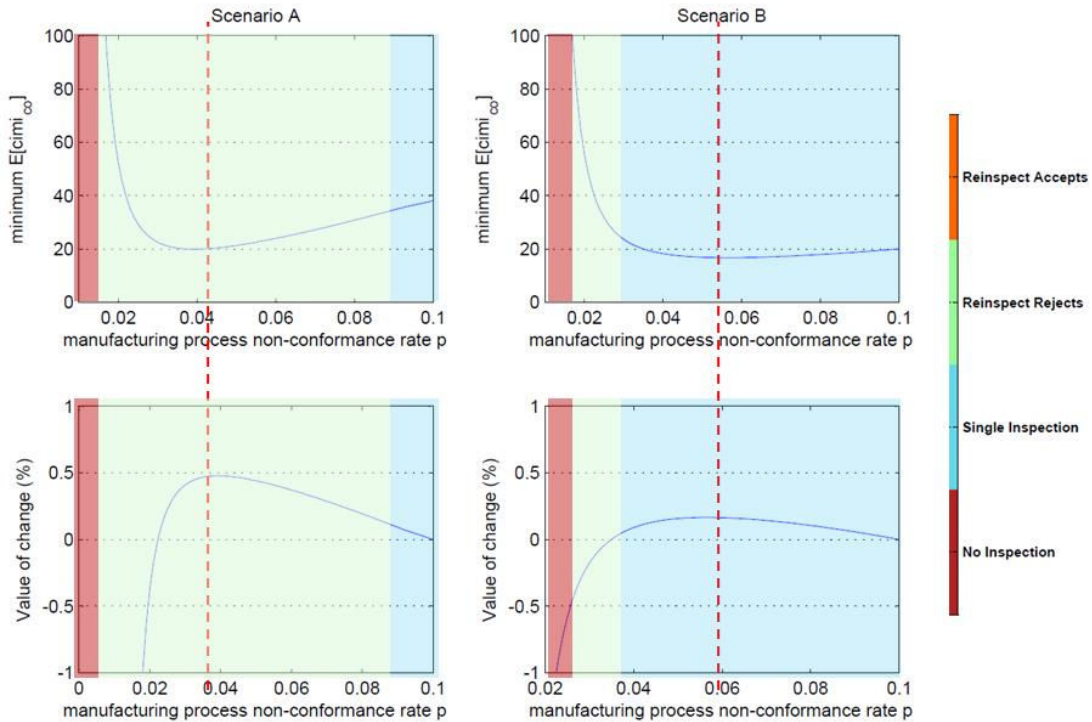 Scenario A
100
80
60
40
20
0
minimum E[cimi∞]
0.02 0.04 0.06 0.08 0.1
manufacturing process non-conformance rate p
Scenario B
100
80
60
40
20
0
minimum E[cimi∞]
0.02 0.04 0.06 0.08 0.1
manufacturing process non-conformance rate p
1
0.5
0
-0.5
-1
Value of change (%)
0 0.02 0.04 0.06 0.08 0.1
manufacturing process non-conformance rate p
1
0.5
0
-0.5
-1
Value of change (%)
0.02 0.04 0.06 0.08 0.1
manufacturing process non-conformance rate p
Reinspect Accepts
Reinspect Rejects
Single Inspection
No Inspection